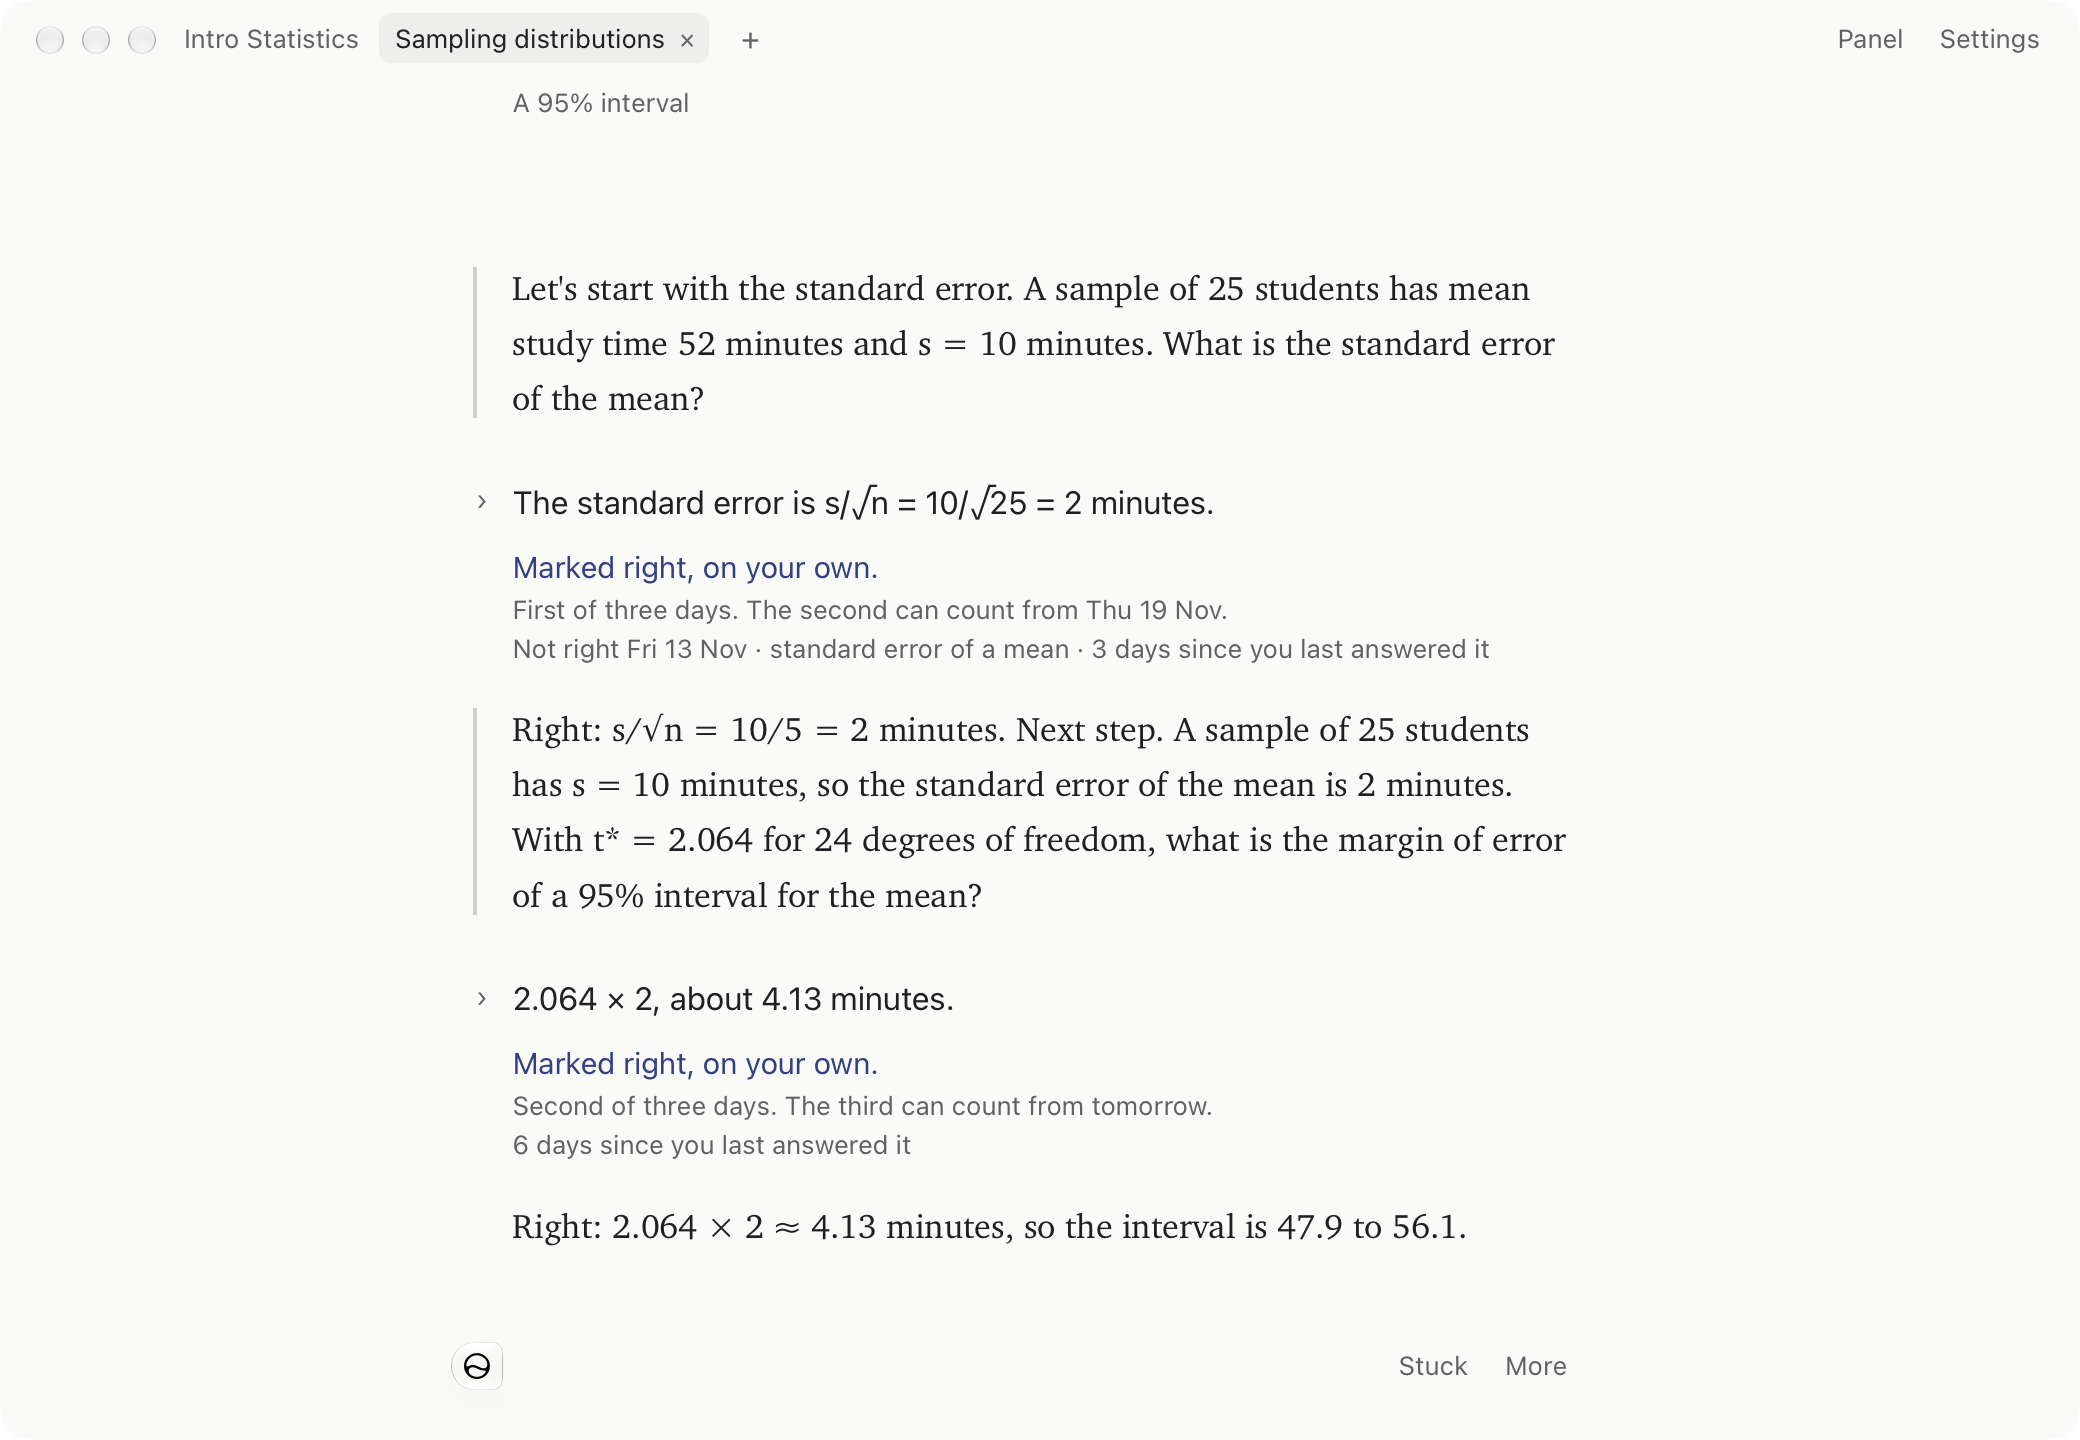 Intro Statistics
Sampling distributions ×
+
Panel
Settings
A 95% interval
Let's start with the standard error. A sample of 25 students has mean
study time 52 minutes and s = 10 minutes. What is the standard error
of the mean?
› The standard error is s/√n = 10/√25 = 2 minutes.
Marked right, on your own.
First of three days. The second can count from Thu 19 Nov.
Not right Fri 13 Nov · standard error of a mean · 3 days since you last answered it
Right: s/√n = 10/5 = 2 minutes. Next step. A sample of 25 students
has s = 10 minutes, so the standard error of the mean is 2 minutes.
With t* = 2.064 for 24 degrees of freedom, what is the margin of error
of a 95% interval for the mean?
› 2.064 × 2, about 4.13 minutes.
Marked right, on your own.
Second of three days. The third can count from tomorrow.
6 days since you last answered it
Right: 2.064 × 2 ≈ 4.13 minutes, so the interval is 47.9 to 56.1.
Stuck
More